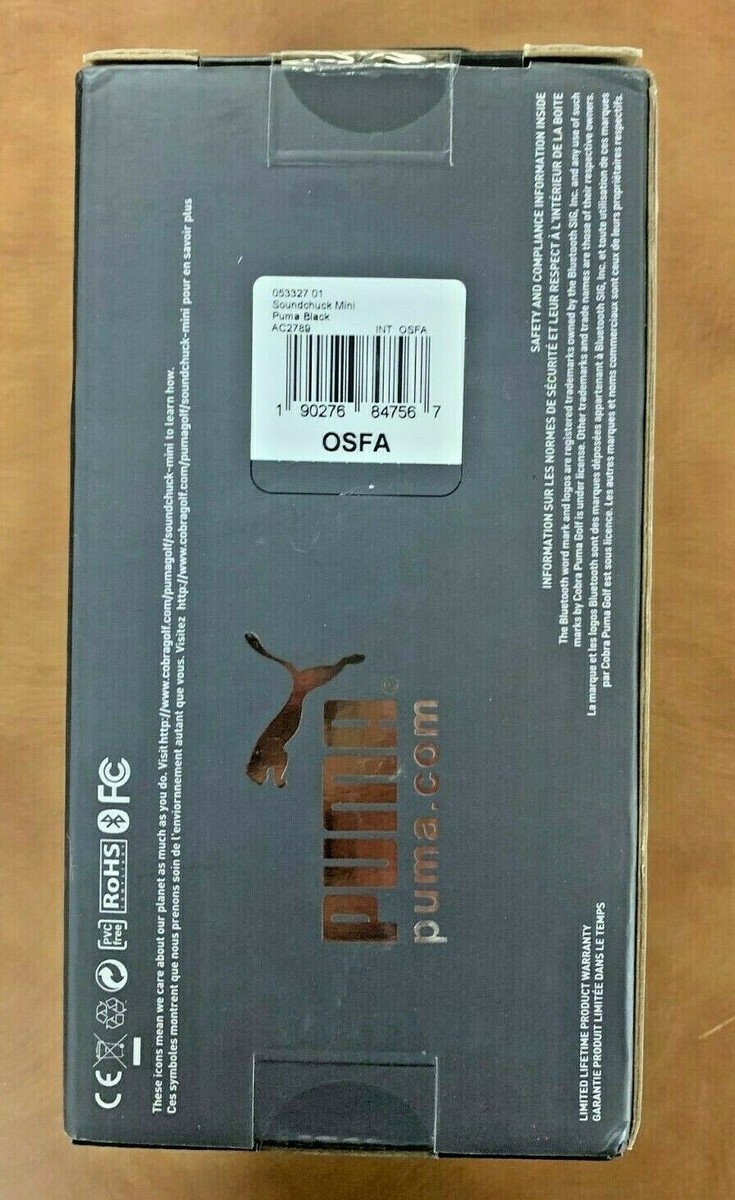 053327 01
Soundchuck Mini
Puma Black
AC2789 INT OSFA
1 90276 84756 7
OSFA
PVC
free
RoHS
FC
CE
These icons mean we care about our planet as much as you do. Visit http://www.cobragolf.com/pumagolf/soundchuck-mini to learn how.
Ces symboles montrent que nous prenons soin de l'enviornnement autant que vous. Visitez http://www.cobragolf.com/pumagolf/soundchuck-mini pour en savoir plus
PUMA®
puma.com
SAFETY AND COMPLIANCE INFORMATION INSIDE
INFORMATION SUR LES NORMES DE SÉCURITÉ ET LEUR RESPECT À L'INTÉRIEUR DE LA BOITE
The Bluetooth word mark and logos are registered trademarks owned by the Bluetooth SIG, Inc. and any use of such
marks by Cobra Puma Golf is under license. Other trademarks and trade names are those of their respective owners.
La marque et les logos Bluetooth sont des marques déposées appartenant à Bluetooth SIG, Inc. et toute utilisation de ces marques
par Cobra Puma Golf est sous licence. Les autres marques et noms commerciaux sont ceux de leurs propriétaires respectifs.
LIMITED LIFETIME PRODUCT WARRANTY
GARANTIE PRODUIT LIMITÉE DANS LE TEMPS